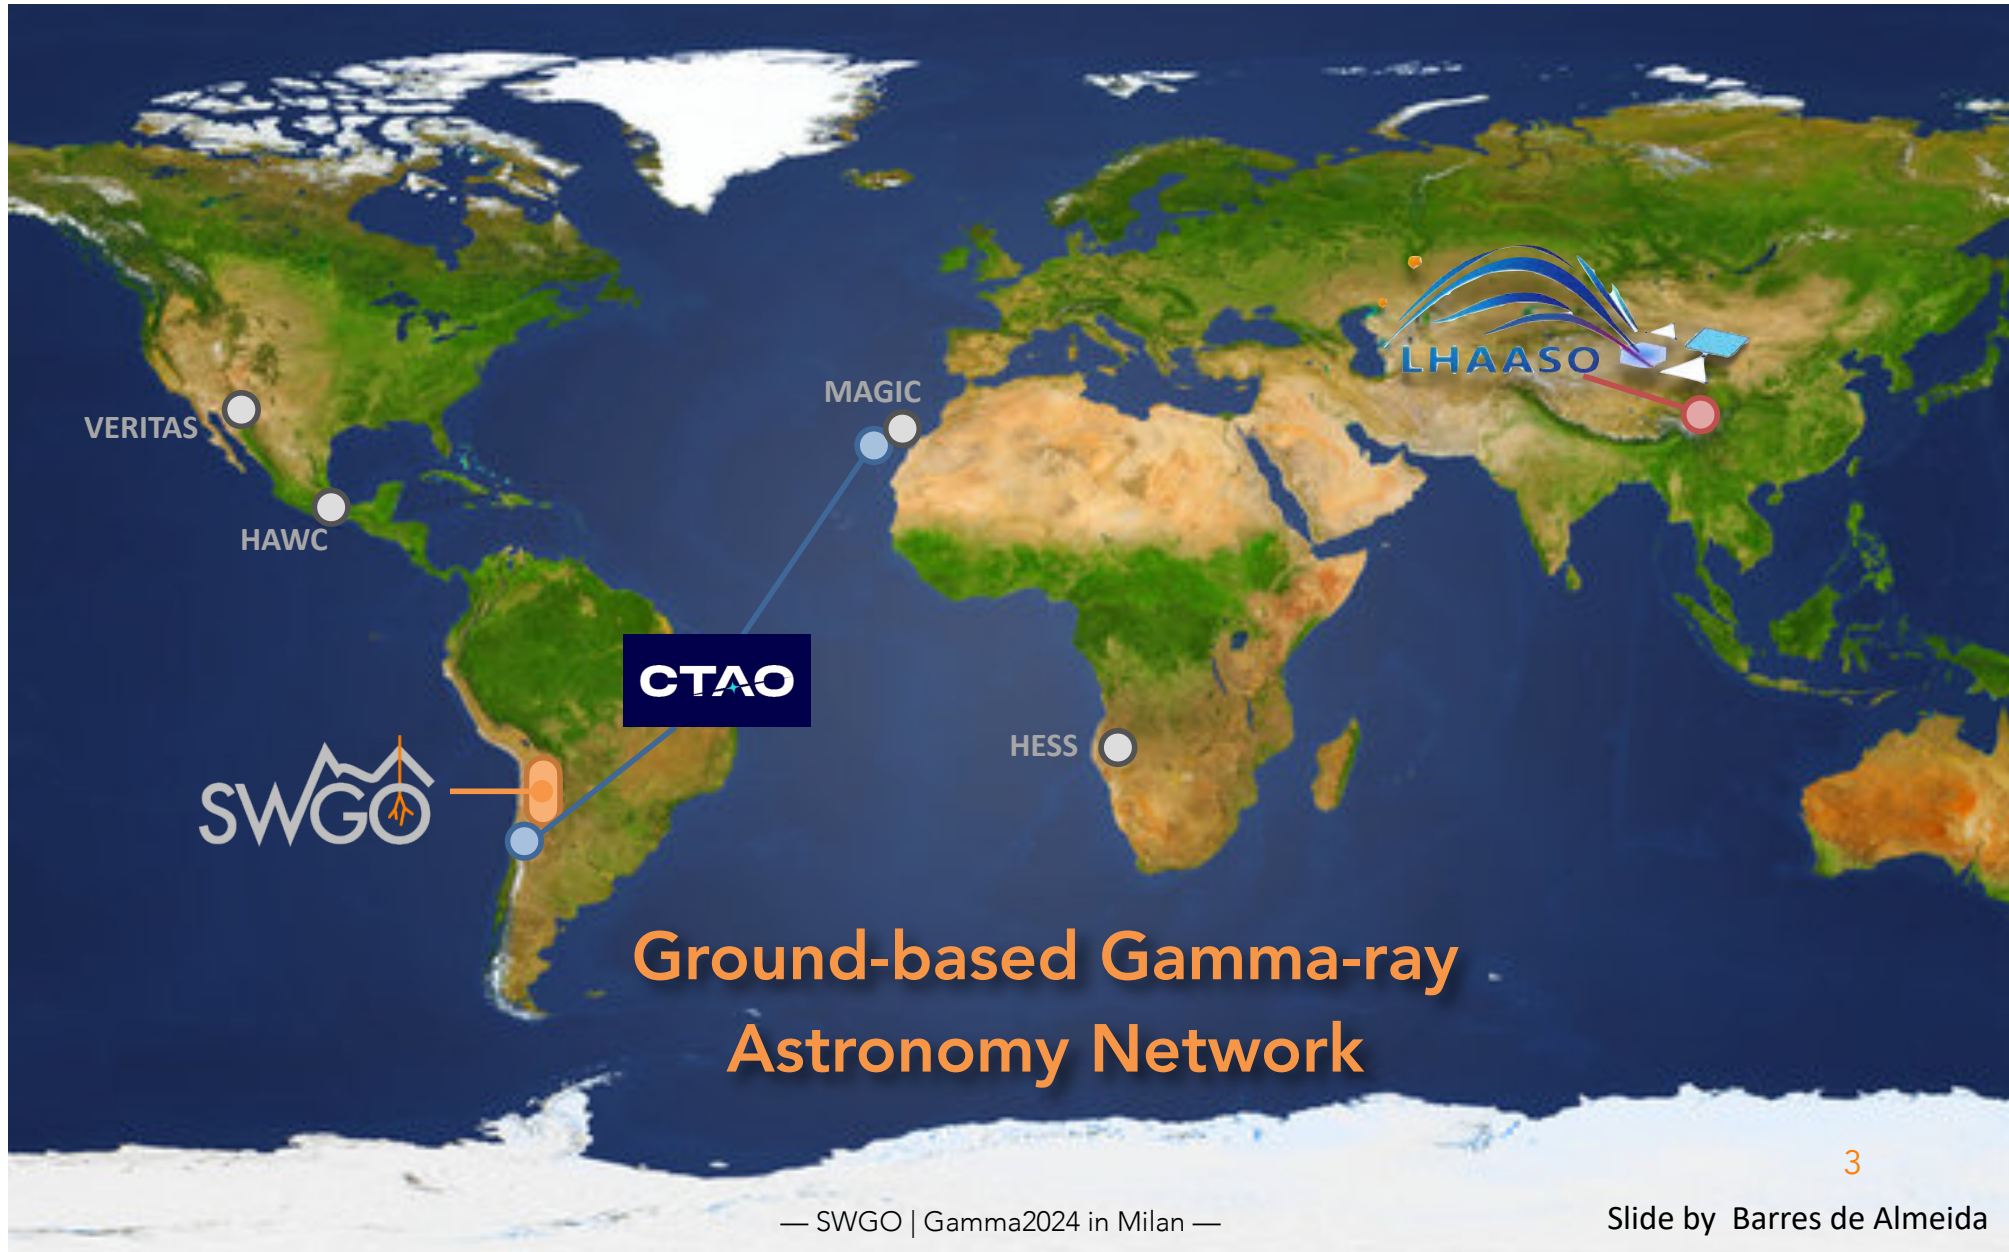 LHAASO
MAGIC
VERITAS
HAWC
CTAO
HESS
SWGO
Ground-based Gamma-ray
Astronomy Network
3
— SWGO | Gamma2024 in Milan —
Slide by Barres de Almeida